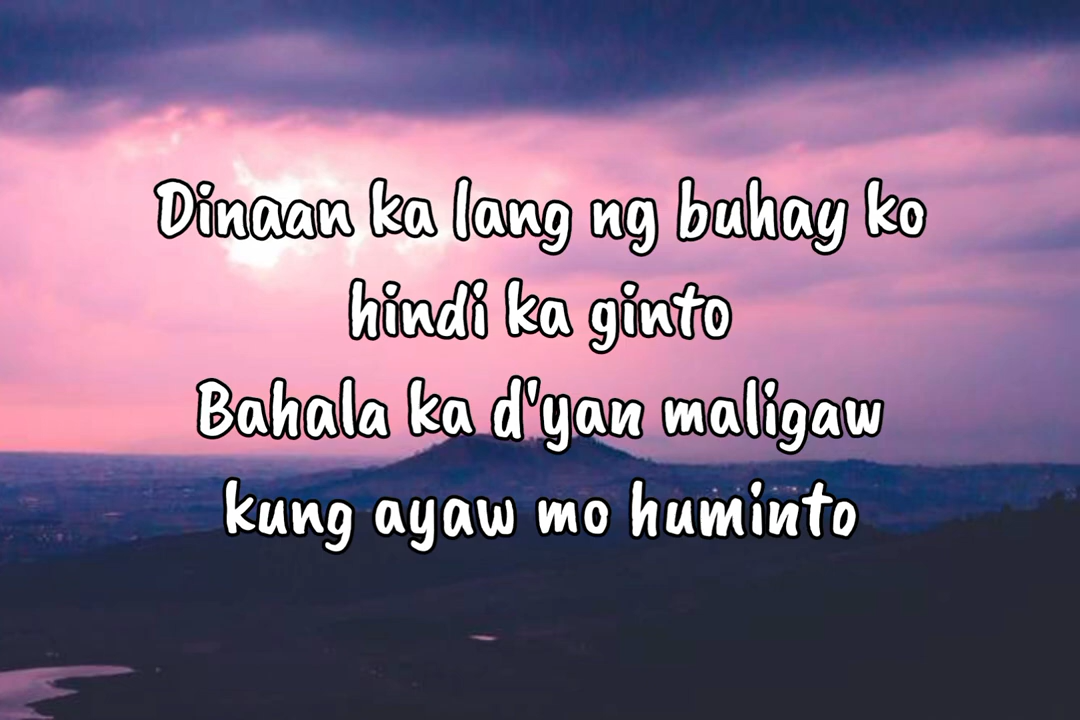 Dinaan ka lang ng buhay ko
hindi ka ginto
Bahala ka d'yan maligaw
kung ayaw mo huminto